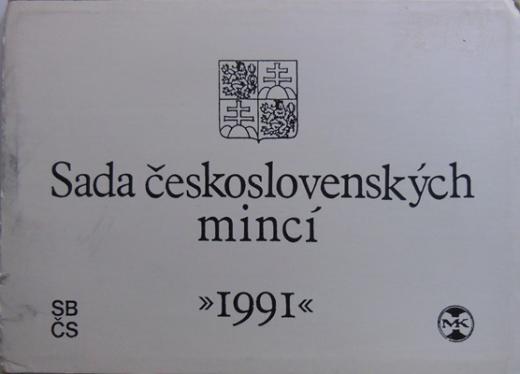 Sada československých
mincí
»1991«
SB
ČS
MK